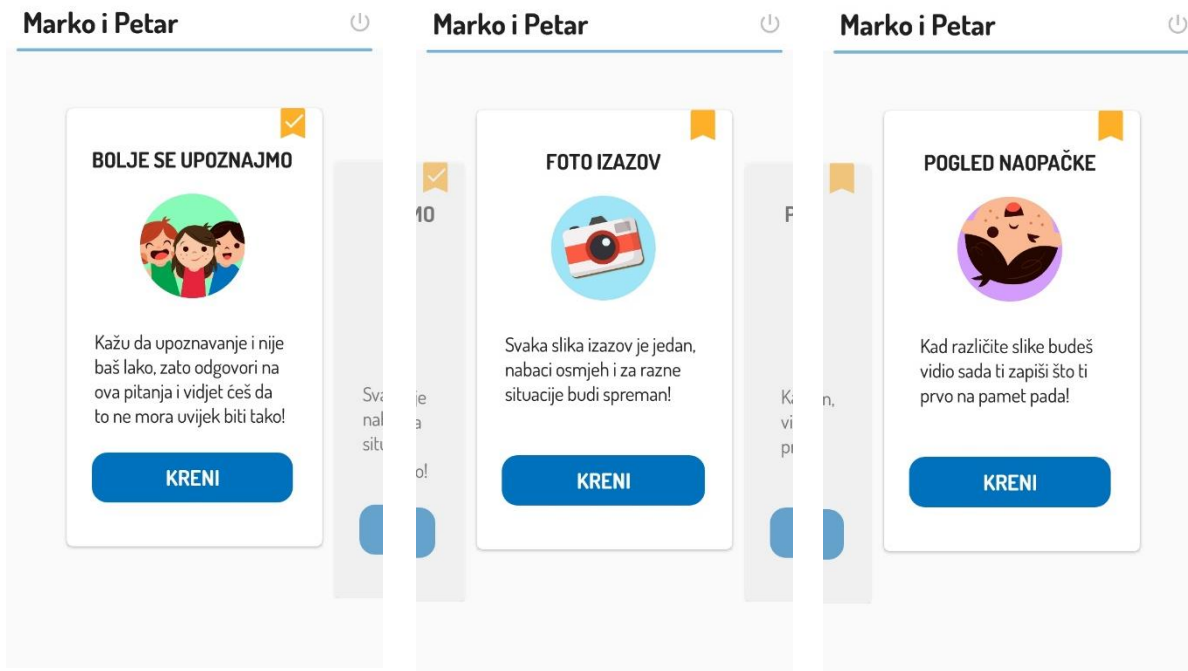 Marko i Petar
BOLJE SE UPOZNAJMO
Kažu da upoznavanje i nije
baš lako, zato odgovori na
ova pitanja i vidjet ćeš da
to ne mora uvijek biti tako!
KRENI
Marko i Petar
FOTO IZAZOV
Svaka slika izazov je jedan,
nabaci osmjeh i za razne
situacije budi spreman!
KRENI
Marko i Petar
POGLED NAOPAČKE
Kad različite slike budeš
vidio sada ti zapiši što ti
prvo na pamet pada!
KRENI